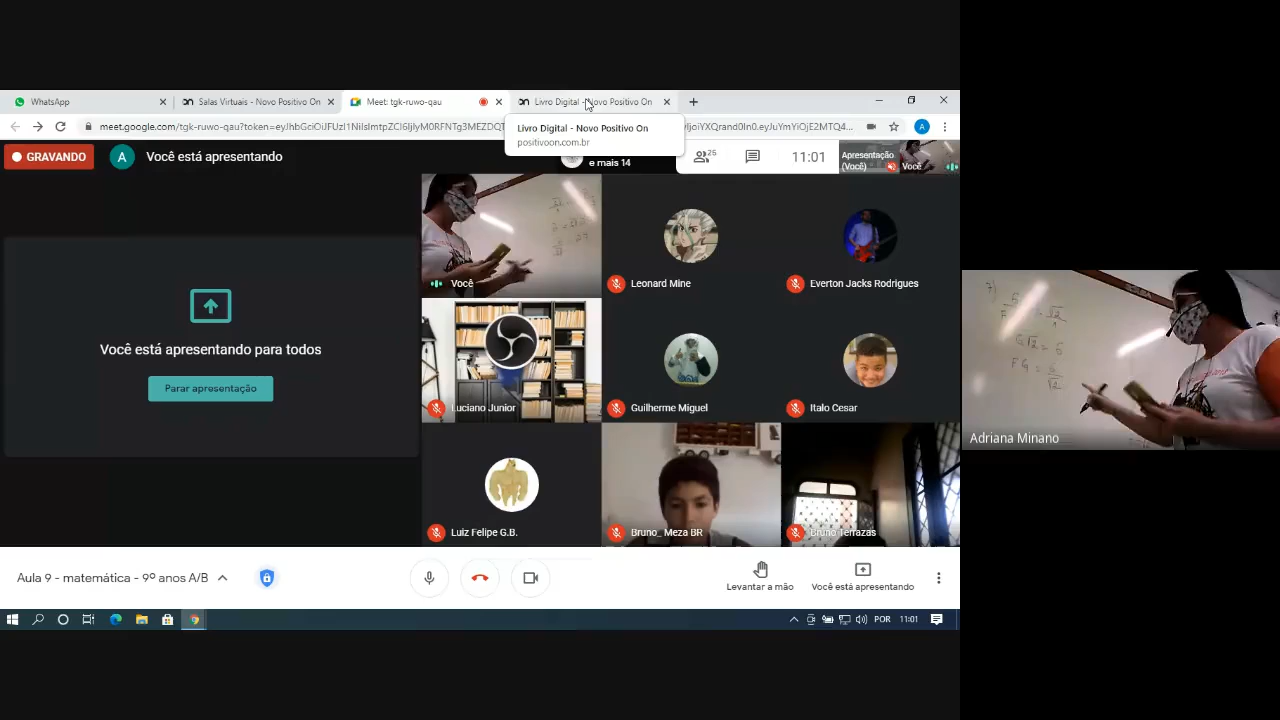 WhatsApp
Salas Virtuais - Novo Positivo On
Meet: tgk-ruwo-qau
Livro Digital - Novo Positivo On
Livro Digital - Novo Positivo On
positivoon.com.br
GRAVANDO
A
Você está apresentando
e mais 14
25
11:01
Apresentação
(Você)
Você
Você está apresentando para todos
Parar apresentação
Você
Leonard Mine
Everton Jacks Rodrigues
Luciano Junior
Guilherme Miguel
Italo Cesar
Luiz Felipe G.B.
Bruno_ Meza BR
Bruno Terrazas
Adriana Minano
Aula 9 - matemática - 9º anos A/B
Levantar a mão
Você está apresentando
POR
11:01